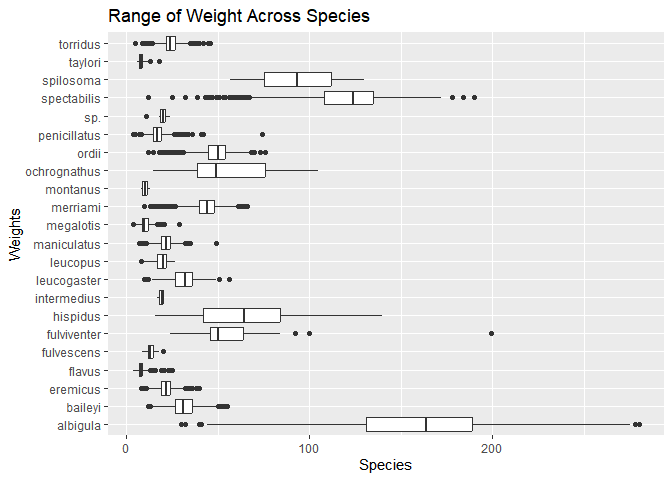 Range of Weight Across Species
torridus
taylori
spilosoma
spectabilis
sp.
penicillatus
ordii
ochrognathus
montanus
merriami
megalotis
maniculatus
leucopus
leucogaster
intermedius
hispidus
fulviventer
fulvescens
flavus
eremicus
baileyi
albigula
Weights
0 100 200
Species